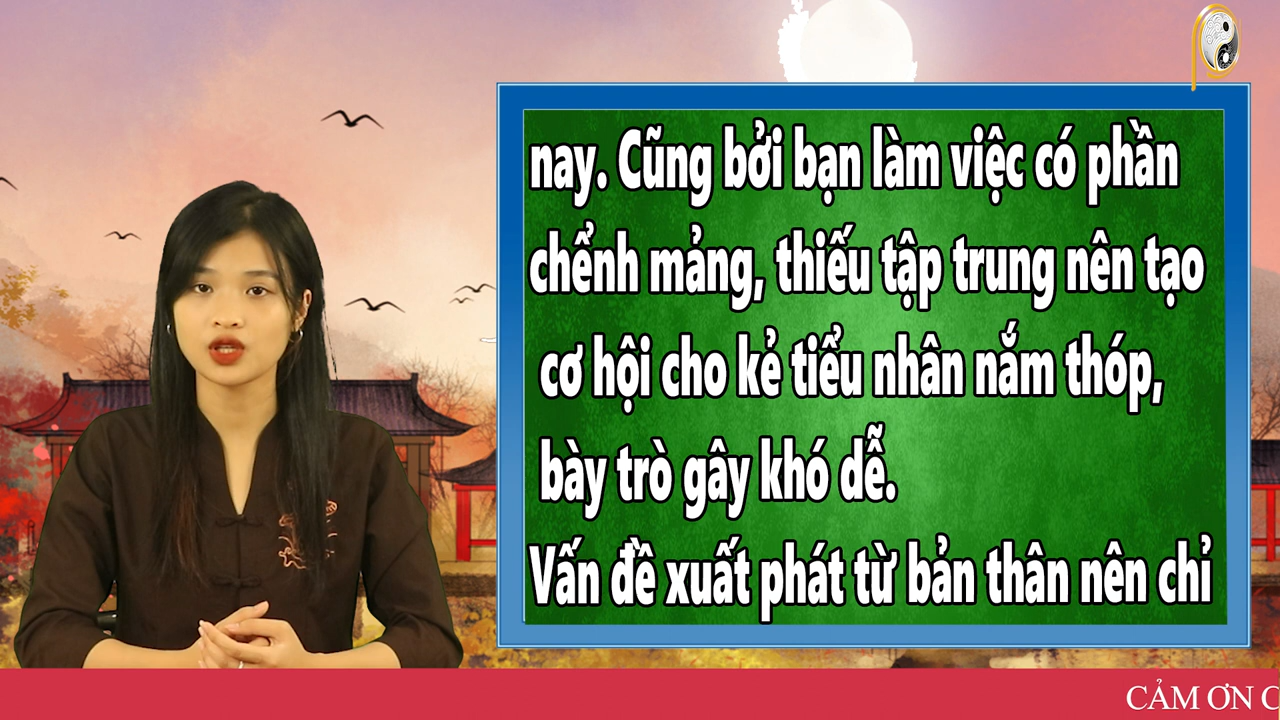 nay. Cũng bởi bạn làm việc có phần
chểnh mảng, thiếu tập trung nên tạo
cơ hội cho kẻ tiểu nhân nắm thóp,
bày trò gây khó dễ.
Vấn đề xuất phát từ bản thân nên chỉ
CẢM ƠN